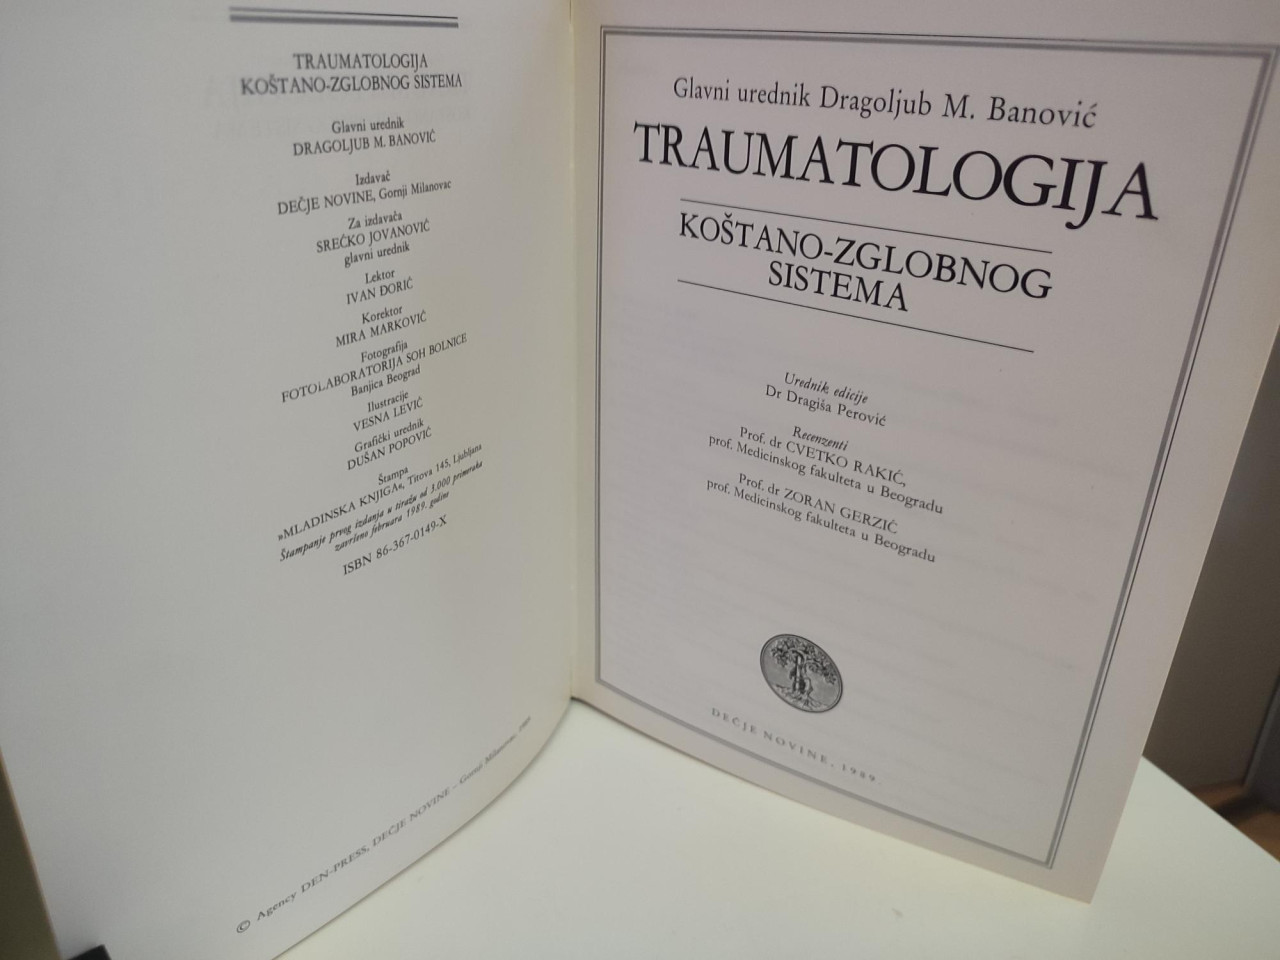 TRAUMATOLOGIJA
KOŠTANO-ZGLOBNOG SISTEMA
Glavni urednik
DRAGOLJUB M. BANOVIĆ
Izdavač
DEČJE NOVINE, Gornji Milanovac
Za izdavača
SREĆKO JOVANOVIĆ
glavni urednik
Lektor
IVAN ĐORIĆ
Korektor
MIRA MARKOVIĆ
Fotografija
FOTOLABORATORIJA SOH BOLNICE
Banjica Beograd
Ilustracije
VESNA LEVIĆ
Grafički urednik
DUŠAN POPOVIĆ
Štampa
»MLADINSKA KNJIGA«, Titova 145, Ljubljana
Štampanje prvog izdanja u tiražu od 3.000 primeraka
završeno februara 1989. godine
ISBN 86-367-0149-X
© Agency DEN-PRESS, DEČJE NOVINE - Gornji Milanovac, 1989
Glavni urednik Dragoljub M. Banović
TRAUMATOLOGIJA
KOŠTANO-ZGLOBNOG
SISTEMA
Urednik edicije
Dr Dragiša Perović
Recenzenti
Prof. dr CVETKO RAKIĆ,
prof. Medicinskog fakulteta u Beogradu
Prof. dr ZORAN GERZIĆ
prof. Medicinskog fakulteta u Beogradu
DEČJE NOVINE, 1989